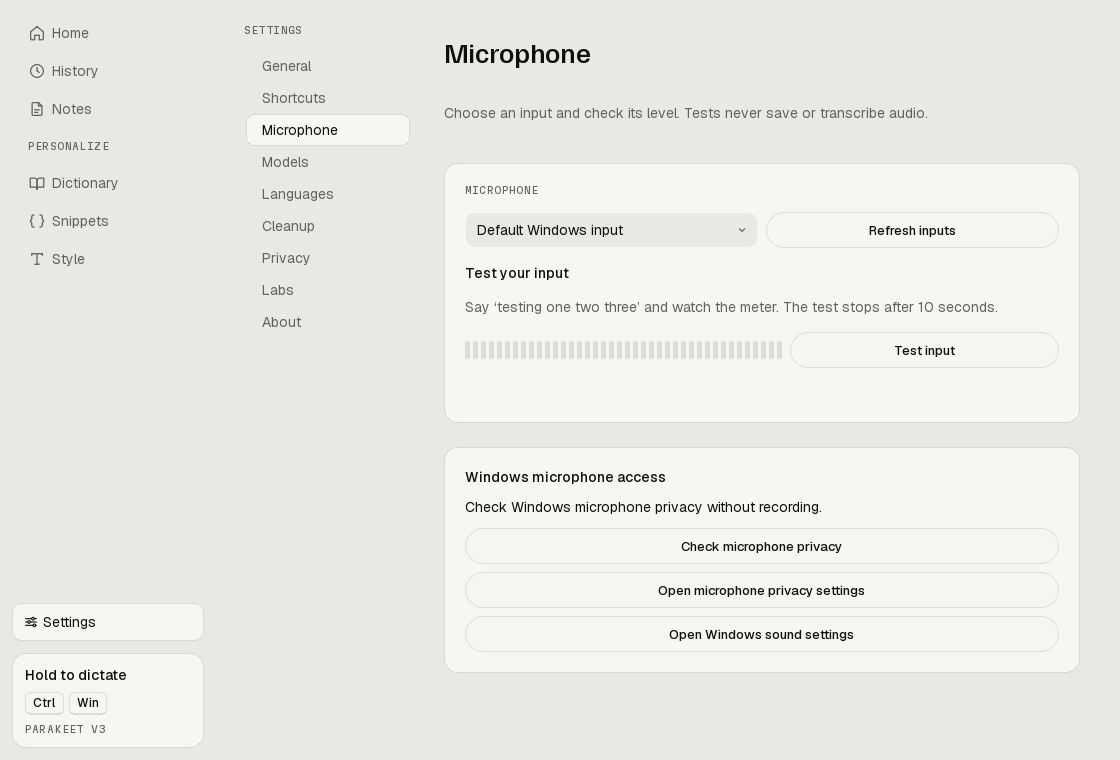 Home
History
Notes
PERSONALIZE
Dictionary
Snippets
Style
Settings
Hold to dictate
Ctrl Win
PARAKEET V3
SETTINGS
General
Shortcuts
Microphone
Models
Languages
Cleanup
Privacy
Labs
About
Microphone
Choose an input and check its level. Tests never save or transcribe audio.
MICROPHONE
Default Windows input Refresh inputs
Test your input
Say ‘testing one two three’ and watch the meter. The test stops after 10 seconds.
Test input
Windows microphone access
Check Windows microphone privacy without recording.
Check microphone privacy
Open microphone privacy settings
Open Windows sound settings